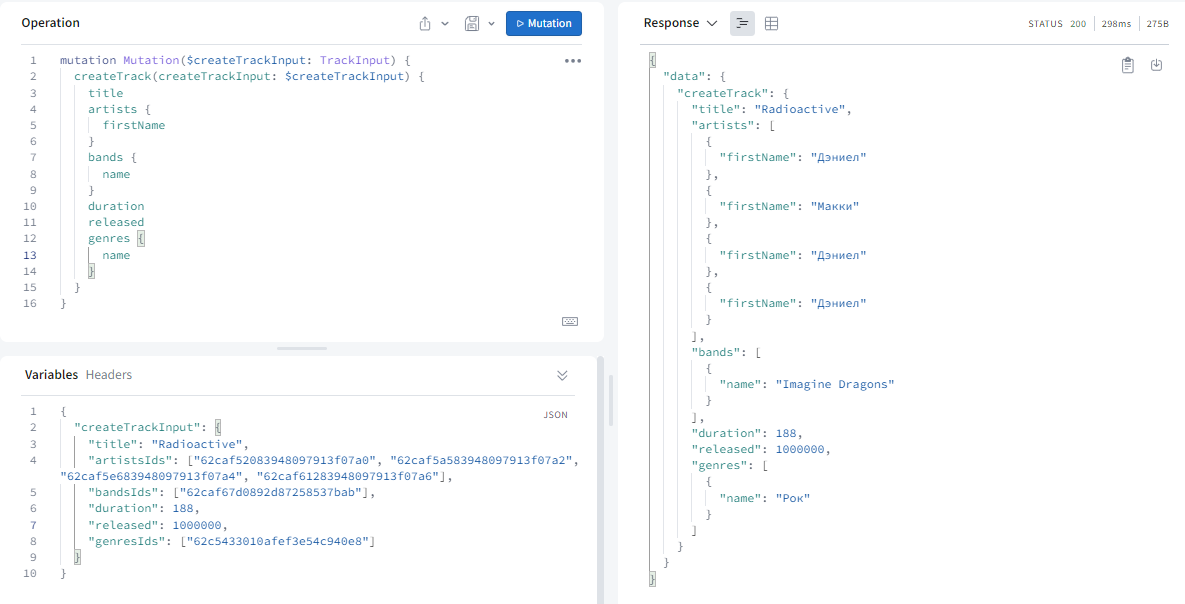 Operation
Mutation
1 mutation Mutation($createTrackInput: TrackInput) {
2 createTrack(createTrackInput: $createTrackInput) {
3 title
4 artists {
5 firstName
6 }
7 bands {
8 name
9 }
10 duration
11 released
12 genres {
13 name
14 }
15 }
16 }
Variables Headers
JSON
1 {
2 "createTrackInput": {
3 "title": "Radioactive",
4 "artistsIds": ["62caf52083948097913f07a0", "62caf5a583948097913f07a2",
"62caf5e683948097913f07a4", "62caf61283948097913f07a6"],
5 "bandsIds": ["62caf67d0892d87258537bab"],
6 "duration": 188,
7 "released": 1000000,
8 "genresIds": ["62c5433010afef3e54c940e8"]
9 }
10 }
Response STATUS 200 298ms 275B
{
"data": {
"createTrack": {
"title": "Radioactive",
"artists": [
{
"firstName": "Дэниел"
},
{
"firstName": "Макки"
},
{
"firstName": "Дэниел"
},
{
"firstName": "Дэниел"
}
],
"bands": [
{
"name": "Imagine Dragons"
}
],
"duration": 188,
"released": 1000000,
"genres": [
{
"name": "Рок"
}
]
}
}
}